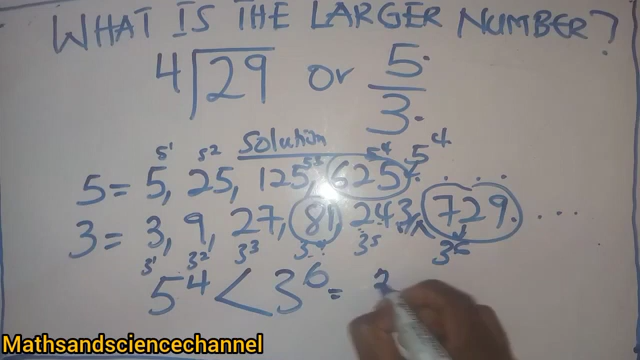 WHAT IS THE LARGER NUMBER?
4√29 or 5/3
Solution
5¹ 5² 5³ 5⁴ 5⁴
5 = 5, 25, 125, 625, . . .
3 = 3, 9, 27, 81, 243, 729. ...
3¹ 3² 3³ 3⁴ 3⁵ 3⁶
5⁴ < 3⁶ =
Mathsandsciencechannel